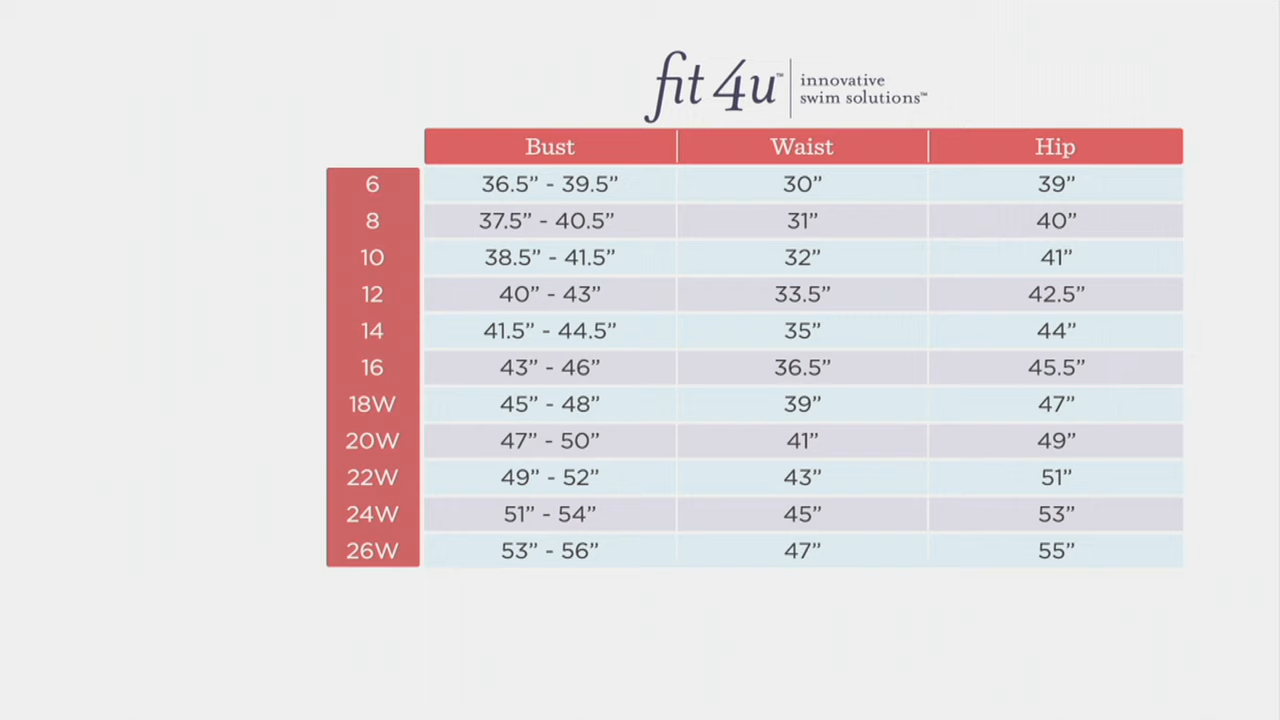 fit 4u™ innovative
swim solutions™
Bust Waist Hip
6 36.5” - 39.5” 30” 39”
8 37.5” - 40.5” 31” 40”
10 38.5” - 41.5” 32” 41”
12 40” - 43” 33.5” 42.5”
14 41.5” - 44.5” 35” 44”
16 43” - 46” 36.5” 45.5”
18W 45” - 48” 39” 47”
20W 47” - 50” 41” 49”
22W 49” - 52” 43” 51”
24W 51” - 54” 45” 53”
26W 53” - 56” 47” 55”